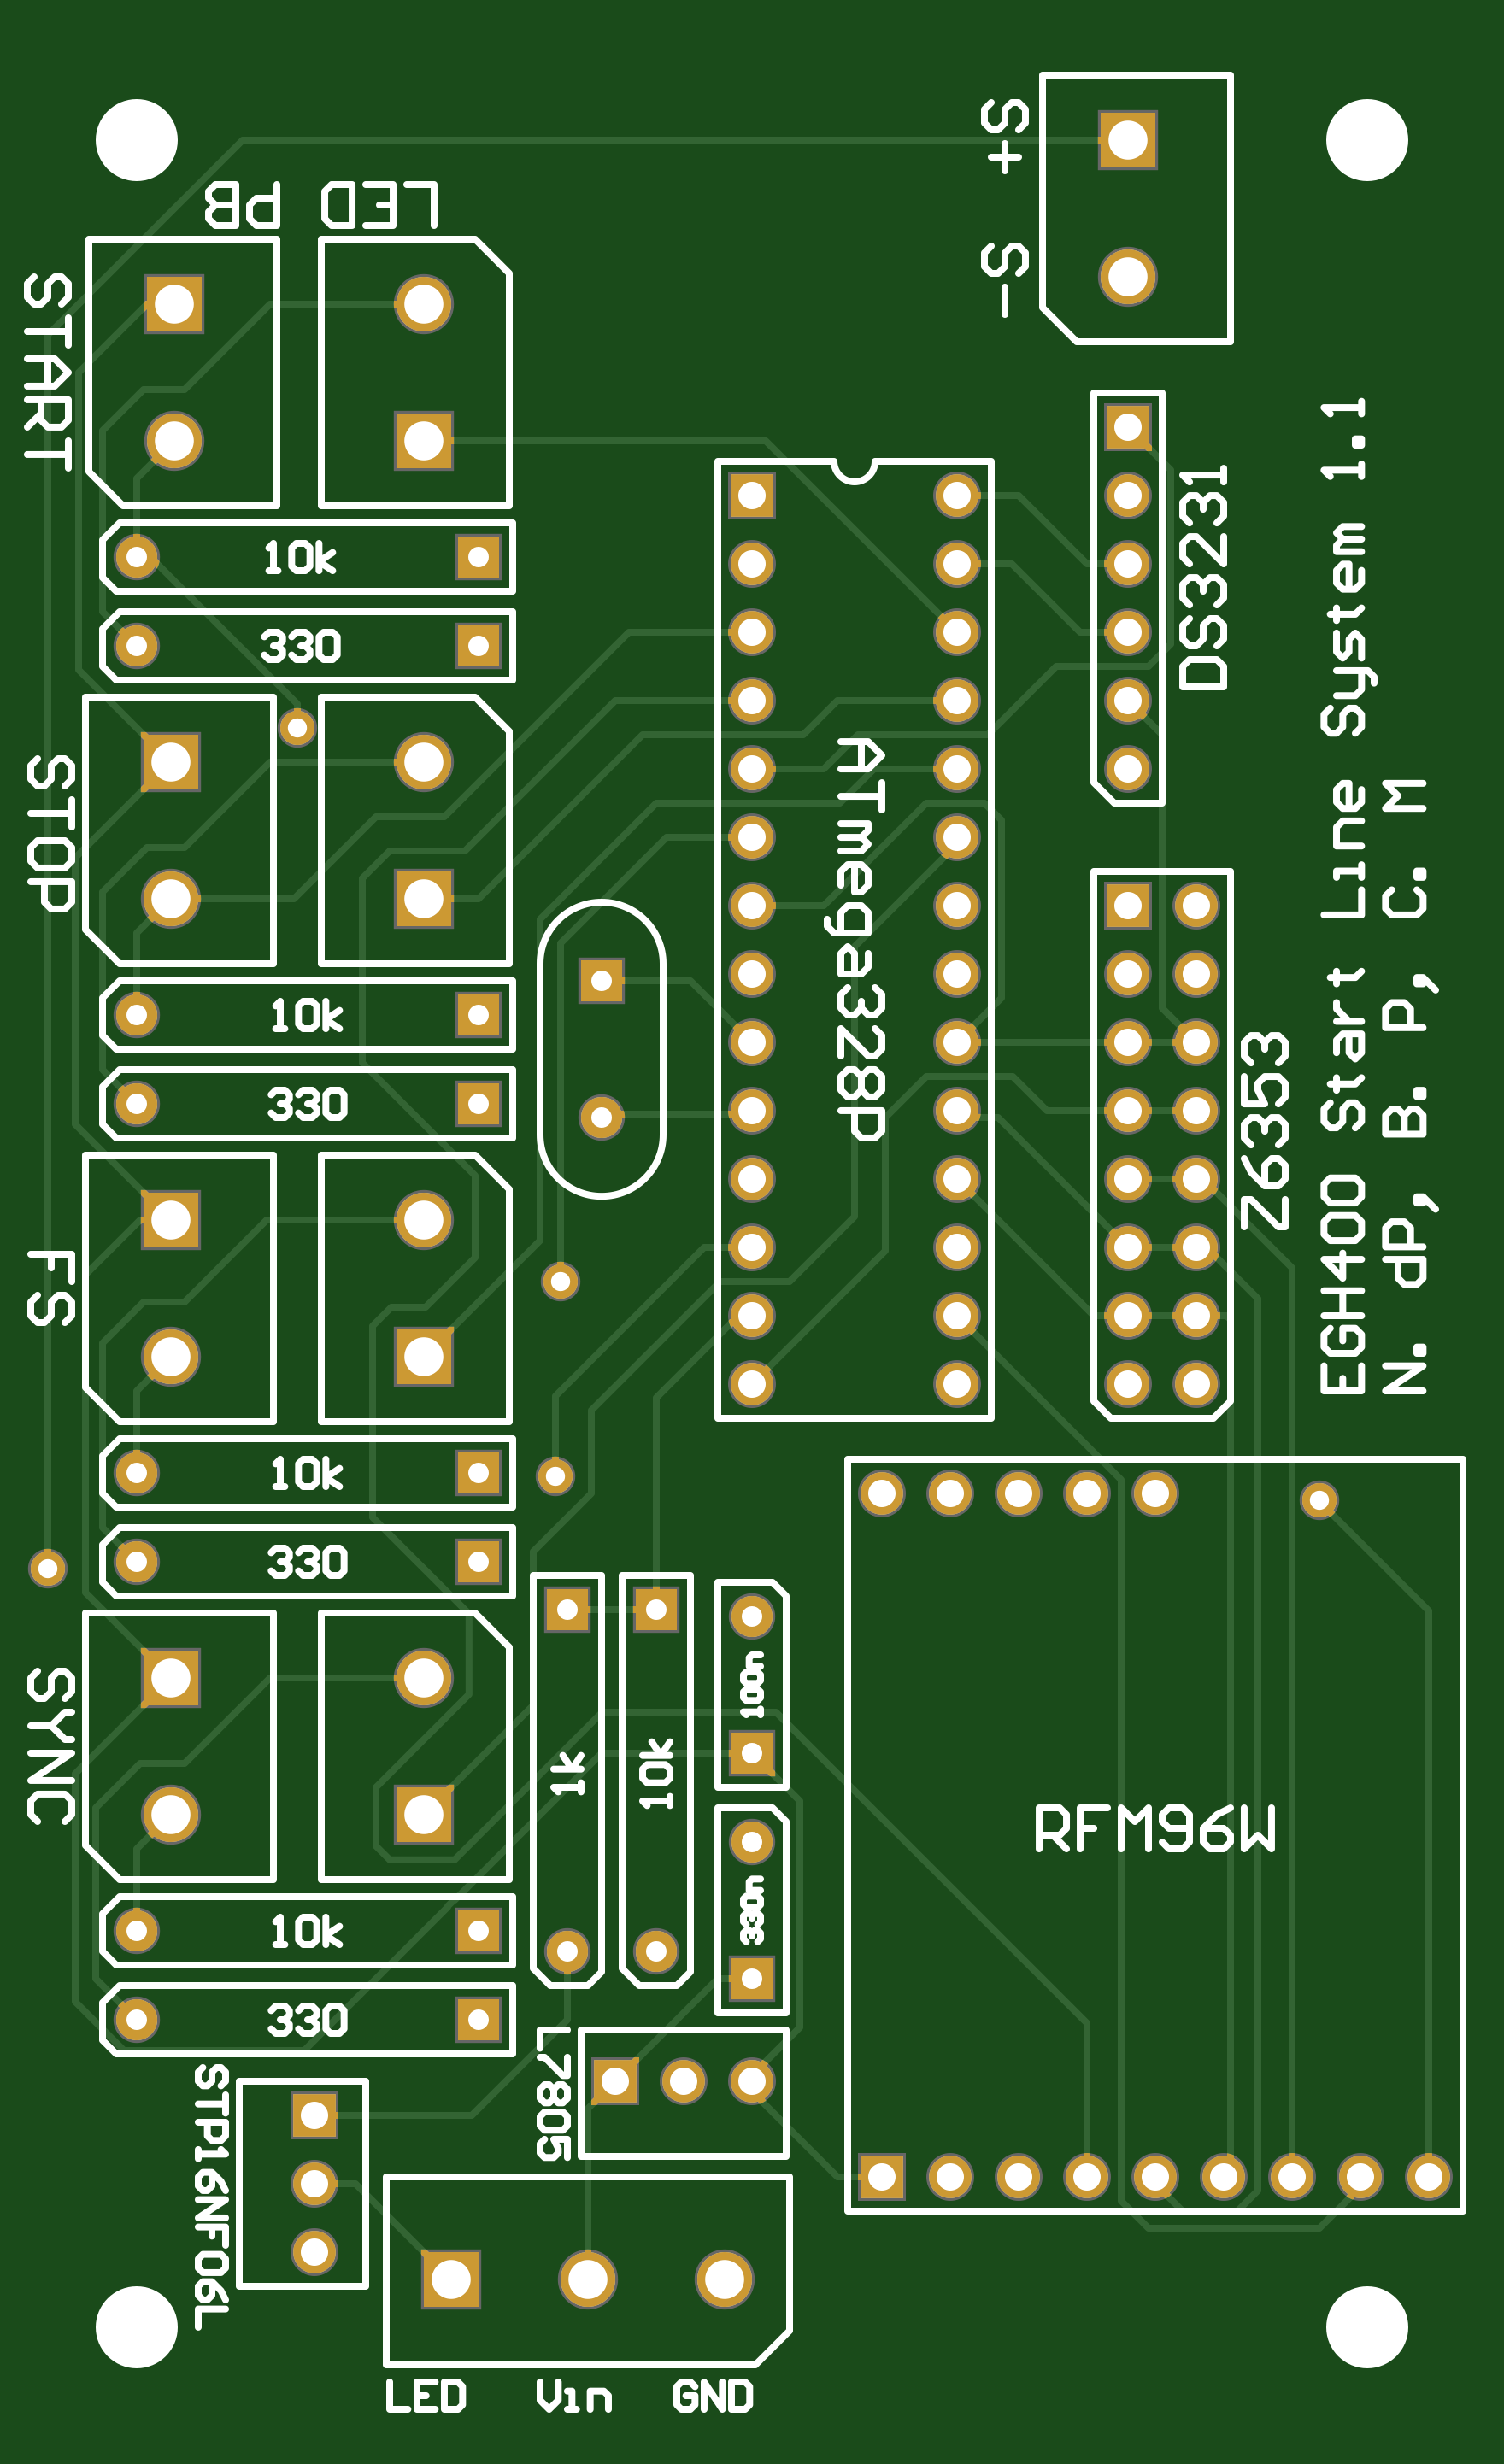 +S
-S
LED PB
START
10k
330
DS3231
STOP
10k
330
ATmega328P
Z6353
EGH400 Start Line System 1.1
N. dP, B. P, C. M
FS
10k
330
SYNC
10k
330
1k
10k
100n
330n
RFM96W
L7805
STP16NF06L
LED Vin GND